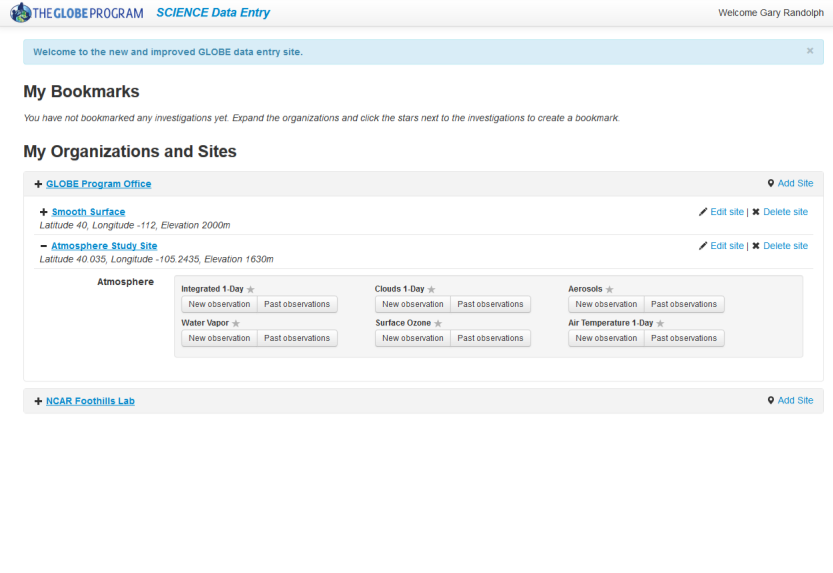 THE GLOBE PROGRAM SCIENCE Data Entry Welcome Gary Randolph
Welcome to the new and improved GLOBE data entry site. ×
My Bookmarks
You have not bookmarked any investigations yet. Expand the organizations and click the stars next to the investigations to create a bookmark.
My Organizations and Sites
GLOBE Program Office Add Site
Smooth Surface Edit site | Delete site
Latitude 40, Longitude -112, Elevation 2000m
Atmosphere Study Site Edit site | Delete site
Latitude 40.035, Longitude -105.2435, Elevation 1630m
Atmosphere Integrated 1-Day Clouds 1-Day Aerosols
New observation Past observations New observation Past observations New observation Past observations
Water Vapor Surface Ozone Air Temperature 1-Day
New observation Past observations New observation Past observations New observation Past observations
NCAR Foothills Lab Add Site